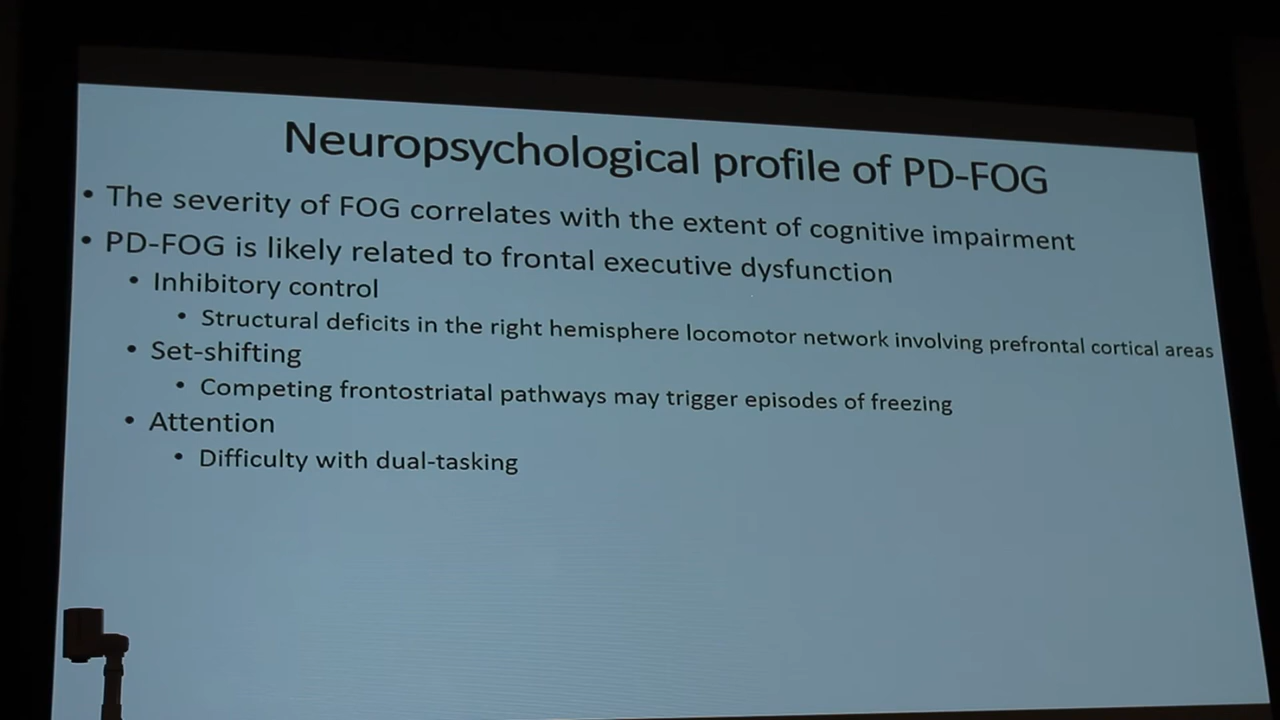 Neuropsychological profile of PD-FOG
• The severity of FOG correlates with the extent of cognitive impairment
• PD-FOG is likely related to frontal executive dysfunction
• Inhibitory control
• Structural deficits in the right hemisphere locomotor network involving prefrontal cortical areas
• Set-shifting
• Competing frontostriatal pathways may trigger episodes of freezing
• Attention
• Difficulty with dual-tasking